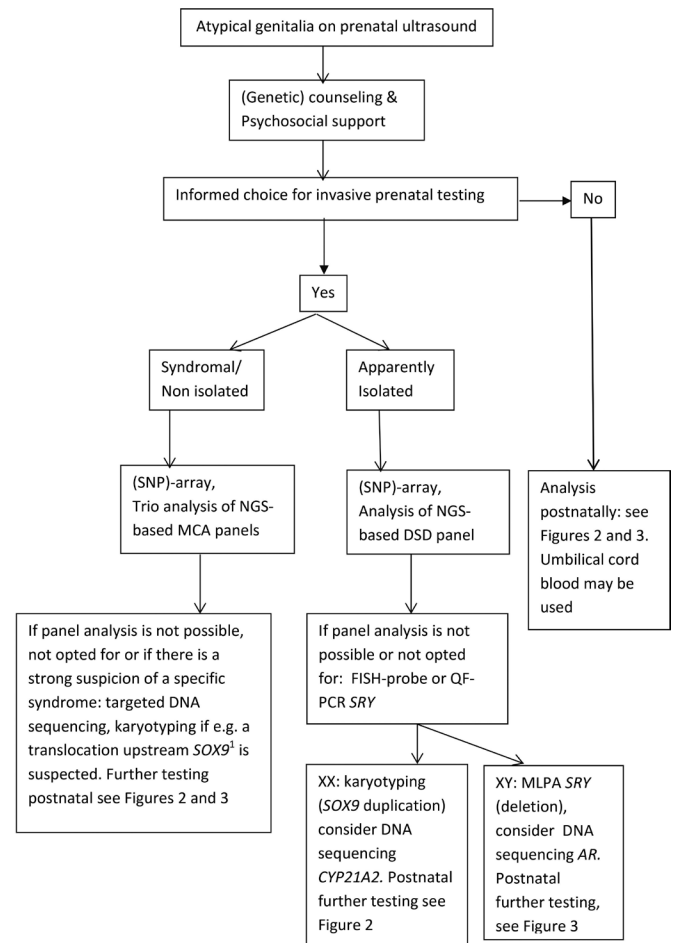 Atypical genitalia on prenatal ultrasound
(Genetic) counseling &
Psychosocial support
Informed choice for invasive prenatal testing
No
Yes
Syndromal/
Non isolated
Apparently
Isolated
(SNP)-array,
Trio analysis of NGS-
based MCA panels
(SNP)-array,
Analysis of NGS-
based DSD panel
Analysis
postnatally: see
Figures 2 and 3.
Umbilical cord
blood may be
used
If panel analysis is not possible,
not opted for or if there is a
strong suspicion of a specific
syndrome: targeted DNA
sequencing, karyotyping if e.g. a
translocation upstream SOX9¹ is
suspected. Further testing
postnatal see Figures 2 and 3
If panel analysis is not
possible or not opted
for: FISH-probe or QF-
PCR SRY
XX: karyotyping
(SOX9 duplication)
consider DNA
sequencing
CYP21A2. Postnatal
further testing see
Figure 2
XY: MLPA SRY
(deletion),
consider DNA
sequencing AR.
Postnatal
further testing,
see Figure 3